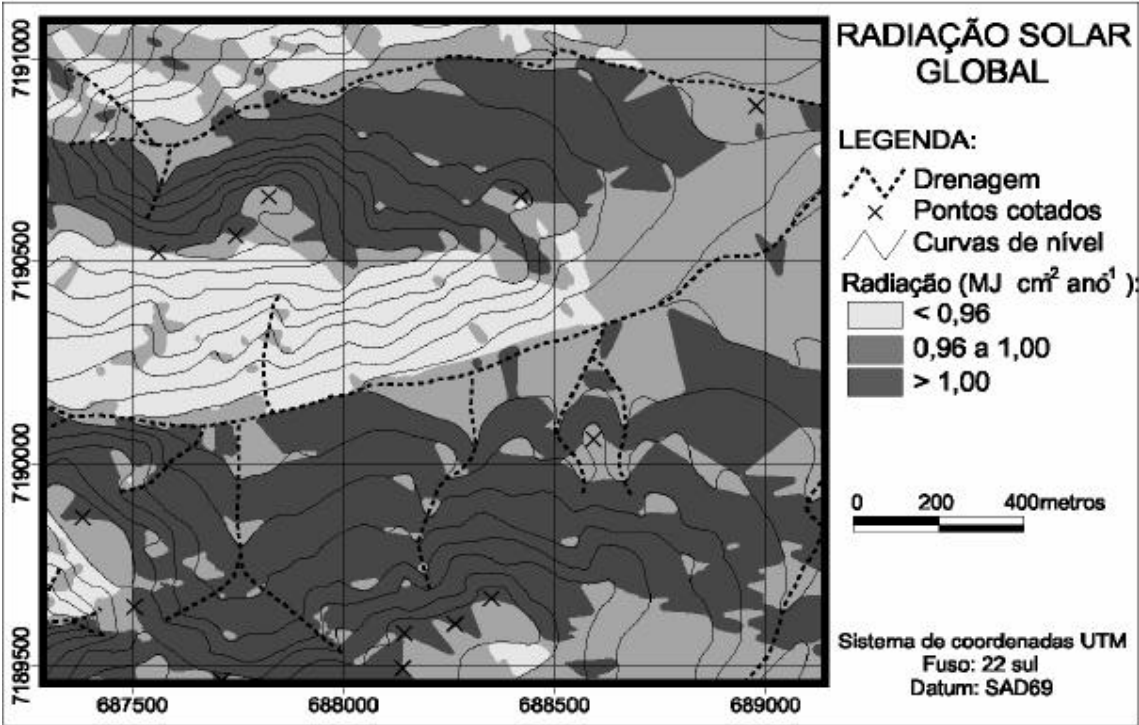 RADIAÇÃO SOLAR
GLOBAL
LEGENDA:
Drenagem
Pontos cotados
Curvas de nível
Radiação (MJ cm² ano⁻¹ ):
< 0,96
0,96 a 1,00
> 1,00
0 200 400metros
Sistema de coordenadas UTM
Fuso: 22 sul
Datum: SAD69
7191000
7190500
7190000
7189500
687500 688000 688500 689000